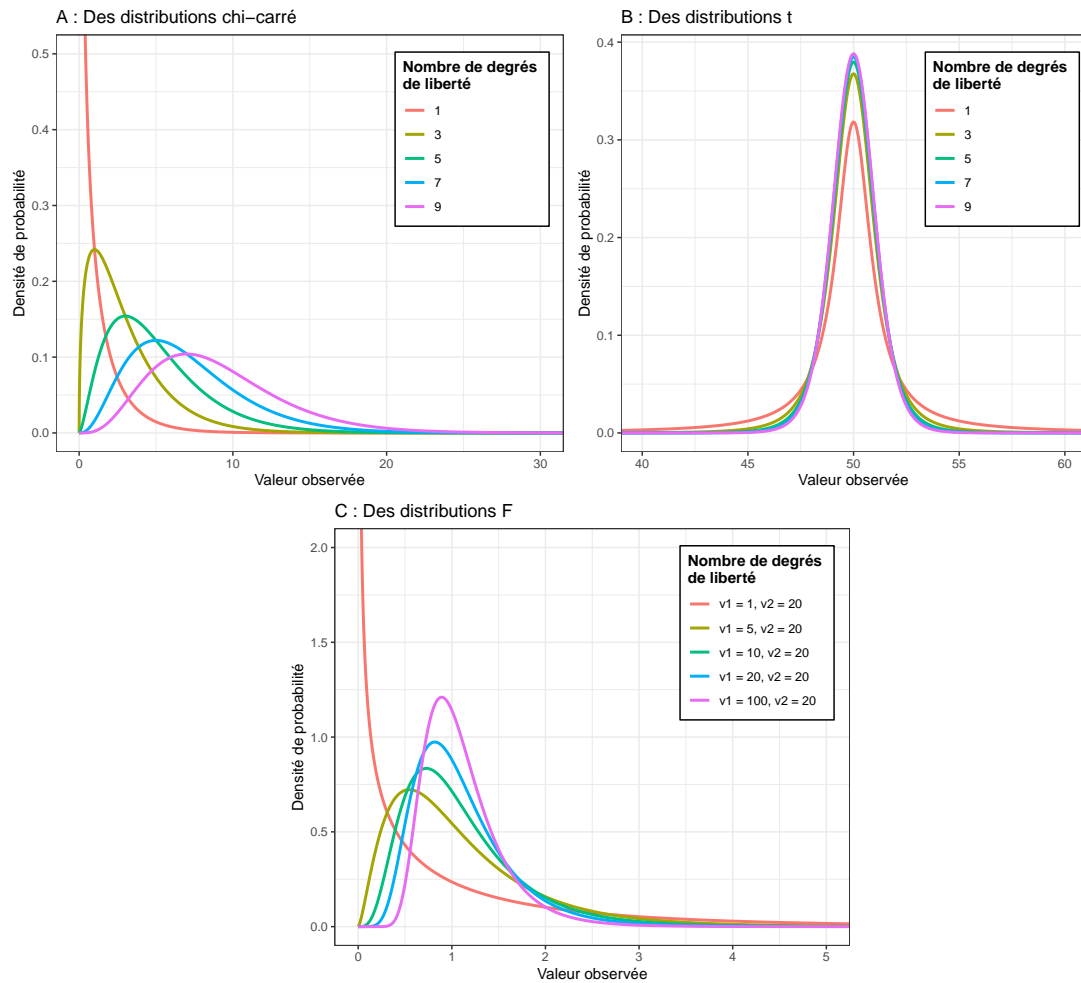 A : Des distributions chi−carré
Densité de probabilité
0.5
0.4
0.3
0.2
0.1
0.0
Nombre de degrés
de liberté
1
3
5
7
9
0
10
20
30
Valeur observée
B : Des distributions t
Densité de probabilité
0.4
0.3
0.2
0.1
0.0
Nombre de degrés
de liberté
1
3
5
7
9
40
45
50
55
60
Valeur observée
C : Des distributions F
Densité de probabilité
2.0
1.5
1.0
0.5
0.0
Nombre de degrés
de liberté
v1 = 1, v2 = 20
v1 = 5, v2 = 20
v1 = 10, v2 = 20
v1 = 20, v2 = 20
v1 = 100, v2 = 20
0
1
2
3
4
5
Valeur observée